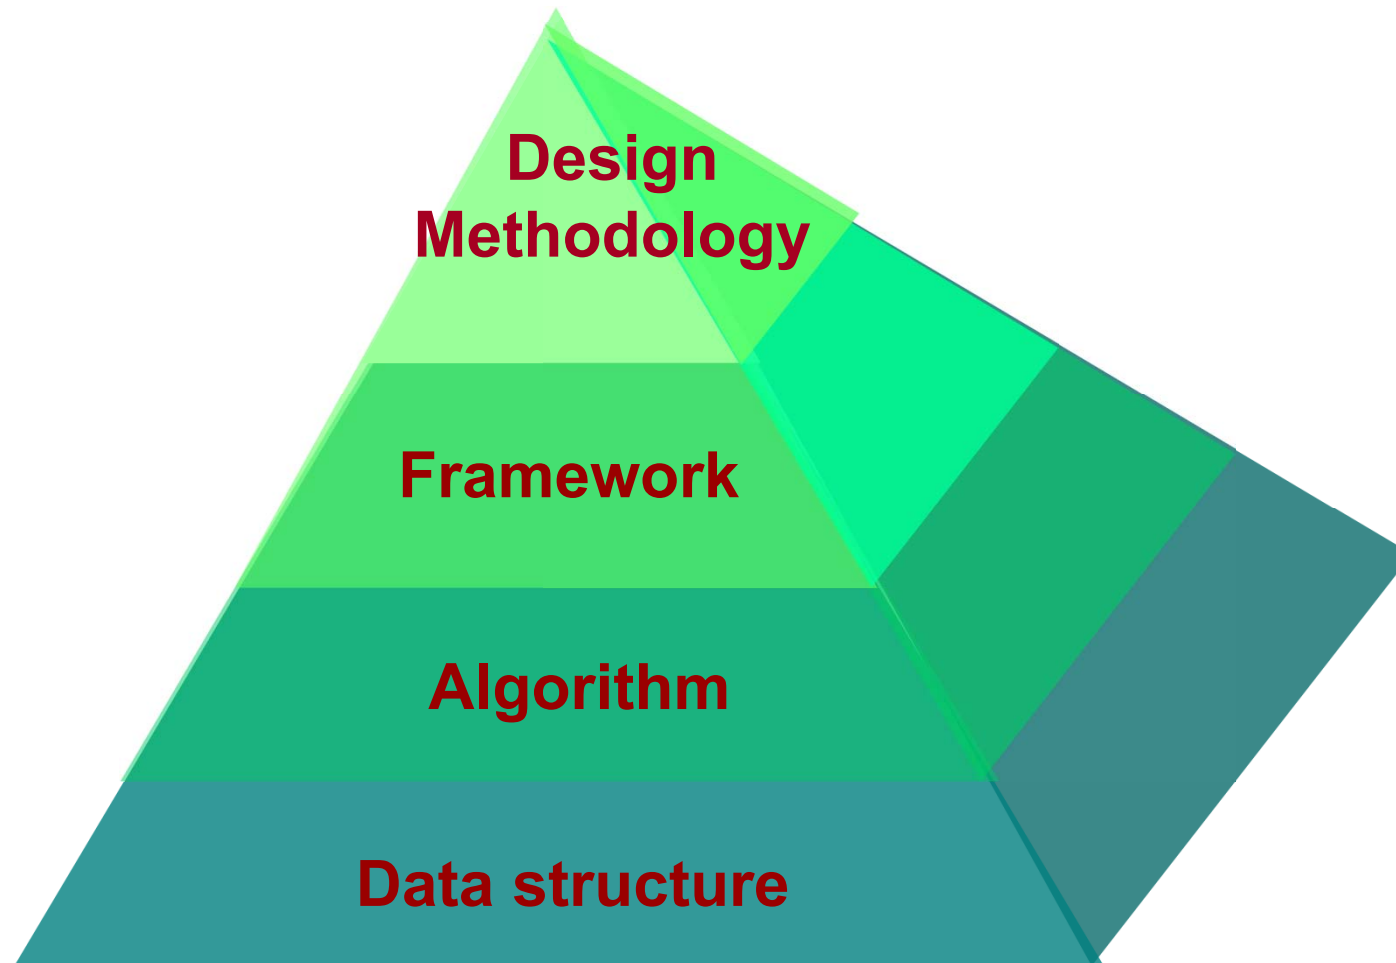 Design
Methodology
Framework
Algorithm
Data structure